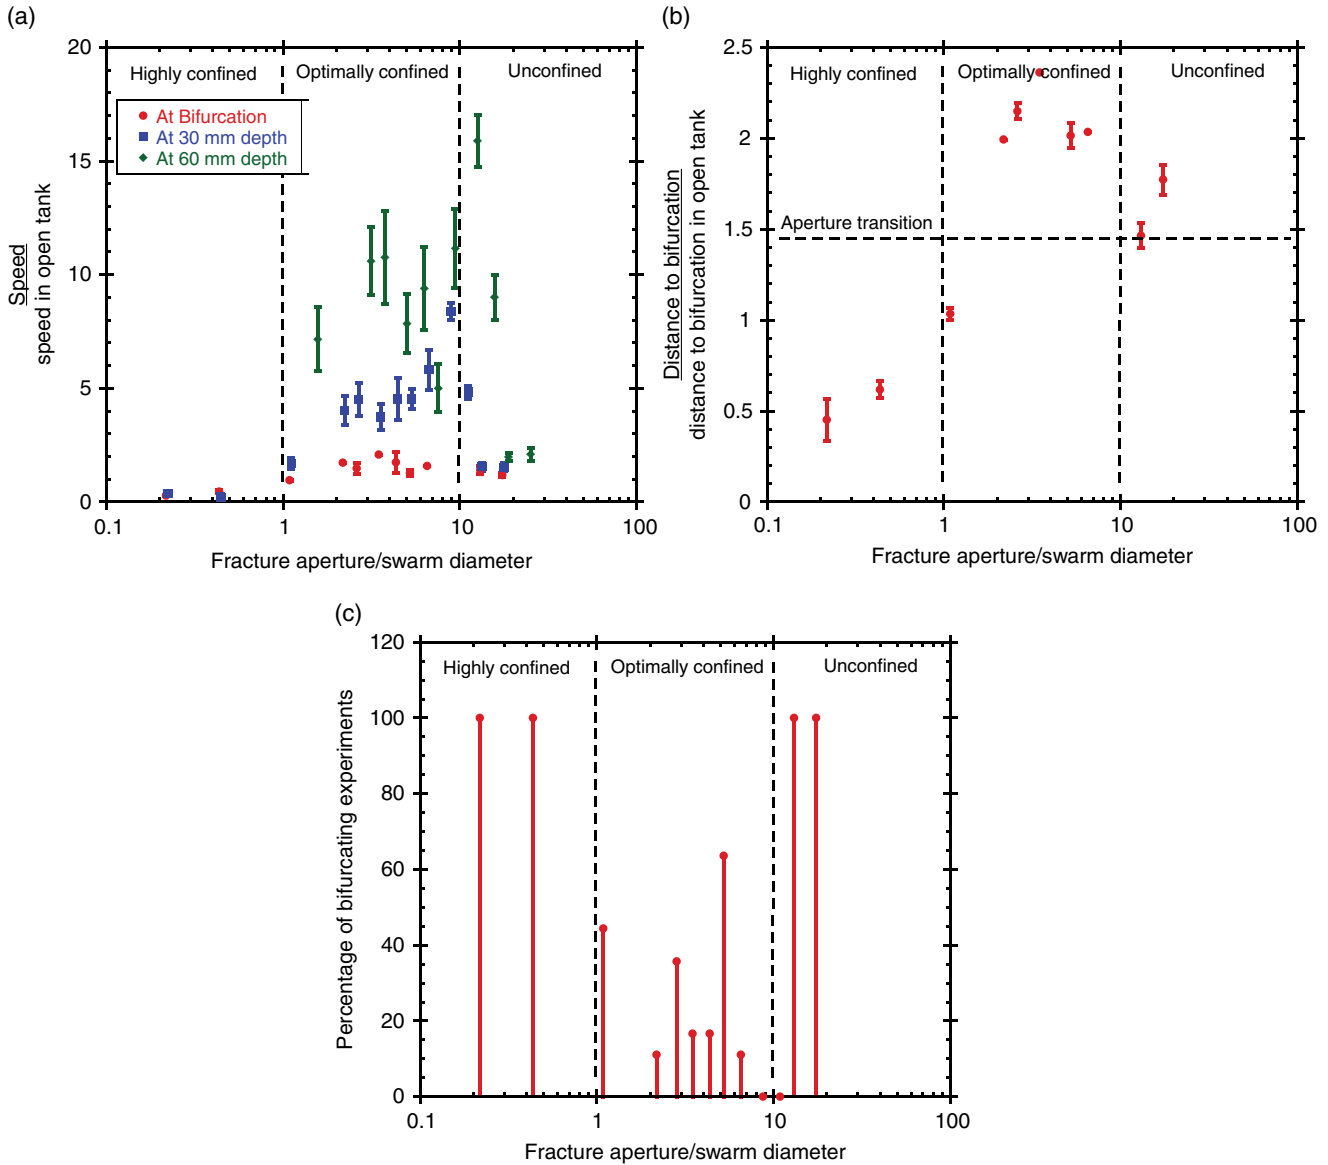 (a)
20
15
10
5
0
0.1
1
10
100
Highly confined
Optimally confined
Unconfined
At Bifurcation
At 30 mm depth
At 60 mm depth
Speed
speed in open tank
Fracture aperture/swarm diameter
(b)
2.5
2
1.5
1
0.5
0
0.1
1
10
100
Highly confined
Optimally confined
Unconfined
Aperture transition
Distance to bifurcation
distance to bifurcation in open tank
Fracture aperture/swarm diameter
(c)
120
100
80
60
40
20
0
0.1
1
10
100
Highly confined
Optimally confined
Unconfined
Percentage of bifurcating experiments
Fracture aperture/swarm diameter